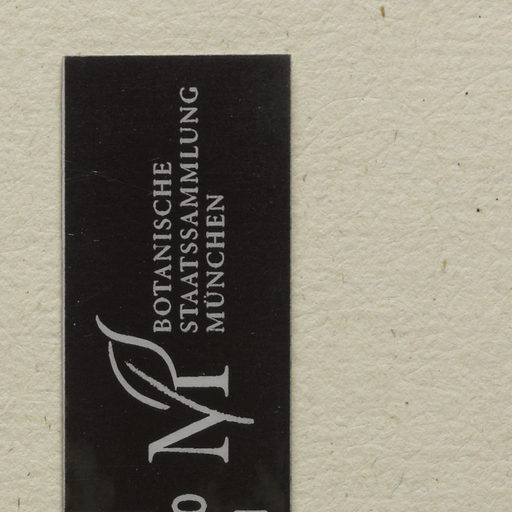 BOTANISCHE
STAATSSAMMLUNG
MÜNCHEN
M